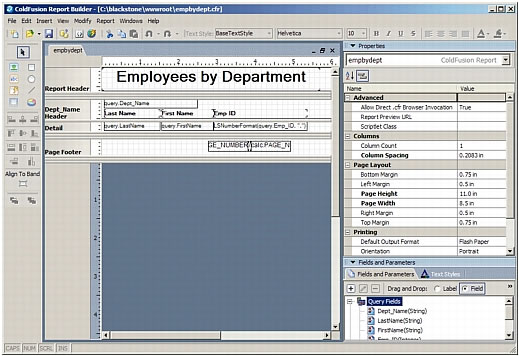 ColdFusion Report Builder - [C:\blackstone\wwwroot\empbydept.cfr]
File Edit Insert Modify Report Windows Help
Text Style: BaseTextStyle Helvetica 10 B I U
empbydept
Report Header
Employees by Department
Dept_Name Header
query.Dept_Name
Last Name First Name Emp ID
Detail
query.LastName query.FirstName LSNumberFormat(query.Emp_ID, ",")
Page Footer
GE_NUMBER/ calc.PAGE_N
Align To Band
Properties
empbydept ColdFusion Report
Name Value
Advanced
Allow Direct .cfr Browser Invocation True
Report Preview URL
Scriptlet Class
Columns
Column Count 1
Column Spacing 0.2083 in
Page Layout
Bottom Margin 0.75 in
Left Margin 0.5 in
Page Height 11.0 in
Page Width 8.5 in
Right Margin 0.5 in
Top Margin 0.75 in
Printing
Default Output Format Flash Paper
Orientation Portrait
Fields and Parameters
Fields and Parameters Text Styles
Drag and Drop: Label Field
Query Fields
Dept_Name(String)
LastName(String)
FirstName(String)
Emp_ID(Integer)
CAPS NUM SCRL INS